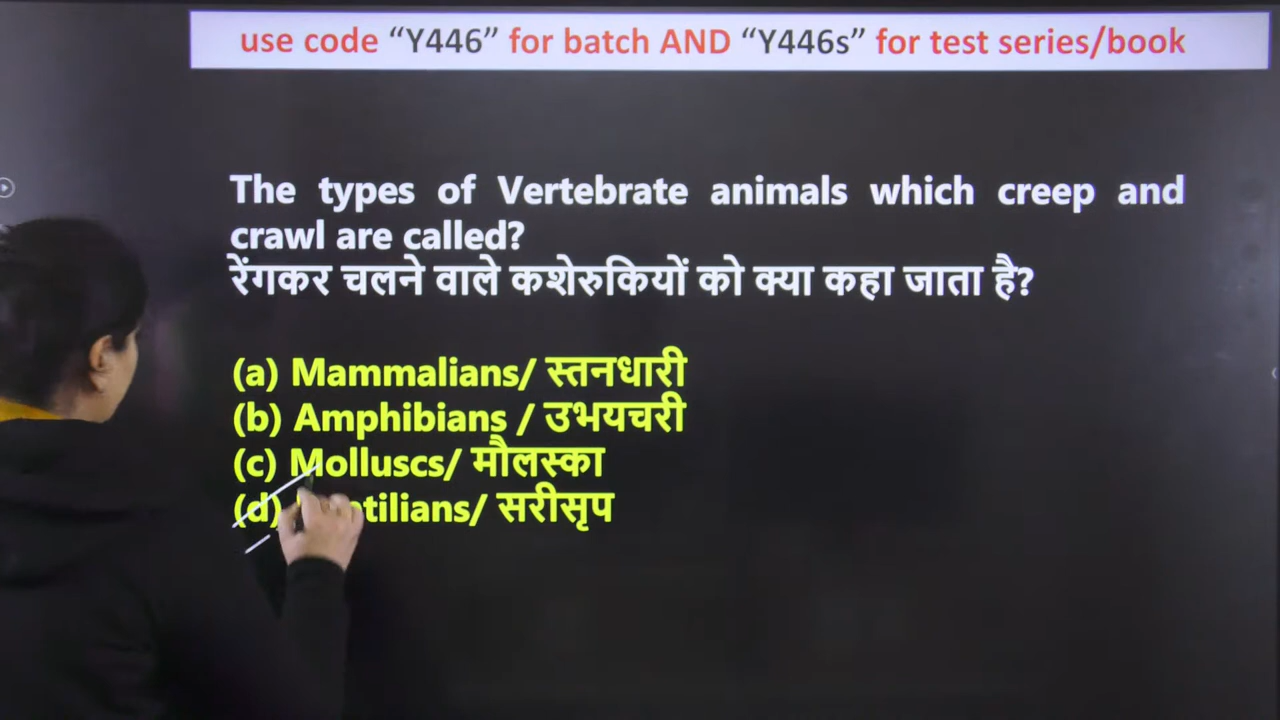 use code “Y446” for batch AND “Y446s” for test series/book
The types of Vertebrate animals which creep and
crawl are called?
रेंगकर चलने वाले कशेरुकियों को क्या कहा जाता है?
(a) Mammalians/ स्तनधारी
(b) Amphibians / उभयचरी
(c) Molluscs/ मौलस्का
(d) सरीसृप